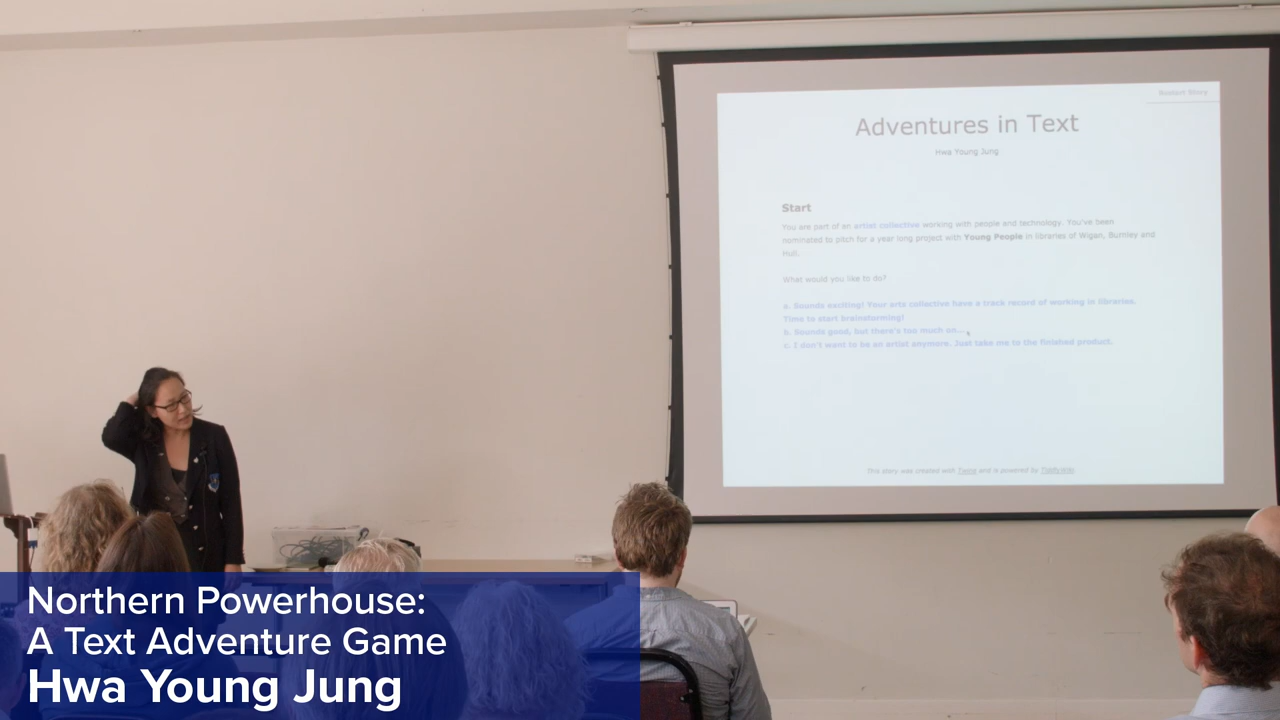 Restart Story
Adventures in Text
Hwa Young Jung
Start
You are part of an artist collective working with people and technology. You've been
nominated to pitch for a year long project with Young People in libraries of Wigan, Burnley and
Hull.
What would you like to do?
a. Sounds exciting! Your arts collective have a track record of working in libraries.
Time to start brainstorming!
b. Sounds good, but there's too much on...
c. I don't want to be an artist anymore. Just take me to the finished product.
This story was created with Twine and is powered by TiddlyWiki
Northern Powerhouse:
A Text Adventure Game
Hwa Young Jung